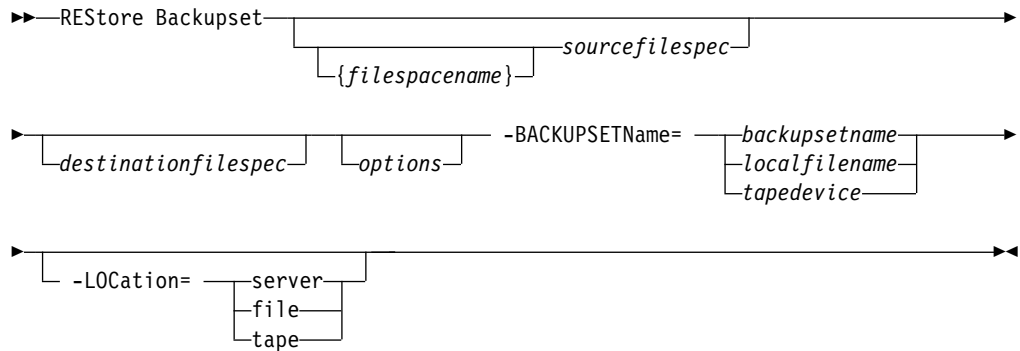 REStore Backupset
sourcefilespec
{filespacename}
-BACKUPSETName= backupsetname
destinationfilespec options localfilename
tapedevice
-LOCation= server
file
tape